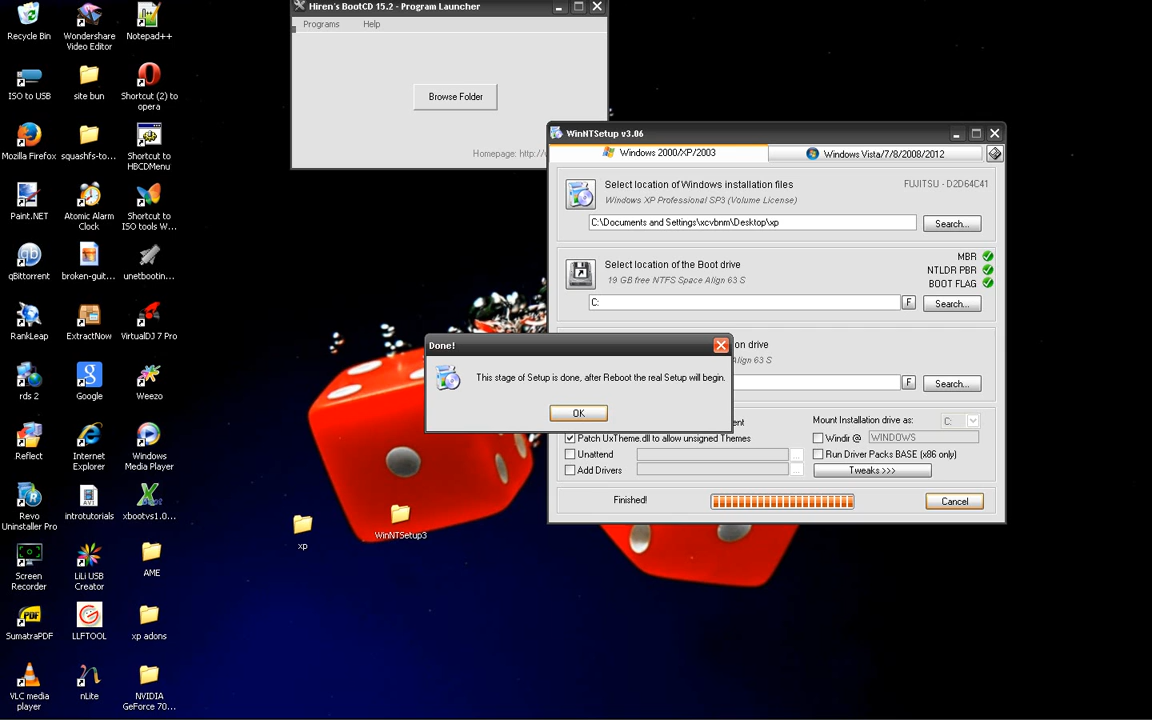 Recycle Bin
Wondershare
Video Editor
Notepad++
ISO to USB
site bun
Shortcut (2) to
opera
Mozilla Firefox
squashfs-to...
Shortcut to
HBCDMenu
Paint.NET
Atomic Alarm
Clock
Shortcut to
ISO tools W...
qBittorrent
broken-guit...
unetbootin...
RankLeap
ExtractNow
VirtualDJ 7 Pro
rds 2
Google
Weezo
Reflect
Internet
Explorer
Windows
Media Player
Revo
Uninstaller Pro
introtutorials
xbootvs1.0...
Screen
Recorder
LiLi USB
Creator
AME
SumatraPDF
LLFTOOL
xp adons
VLC media
player
nLite
NVIDIA
GeForce 70...
xp
WinNTSetup3
Hiren's BootCD 15.2 - Program Launcher
Programs
Help
Browse Folder
Homepage: http://
WinNTSetup v3.06
Windows 2000/XP/2003
Windows Vista/7/8/2008/2012
Select location of Windows installation files
FUJITSU - D2D64C41
Windows XP Professional SP3 (Volume License)
C:\Documents and Settings\xcvbnm\Desktop\xp
Search...
Select location of the Boot drive
19 GB free NTFS Space Align 63 S
MBR
NTLDR PBR
BOOT FLAG
C:
F
Search...
on drive
Align 63 S
F
Search...
Done!
This stage of Setup is done, after Reboot the real Setup will begin.
OK
Mount Installation drive as:
C:
Patch UxTheme.dll to allow unsigned Themes
Windir @
WINDOWS
Unattend
...
Run Driver Packs BASE (x86 only)
Add Drivers
...
Tweaks >>>
Finished!
Cancel